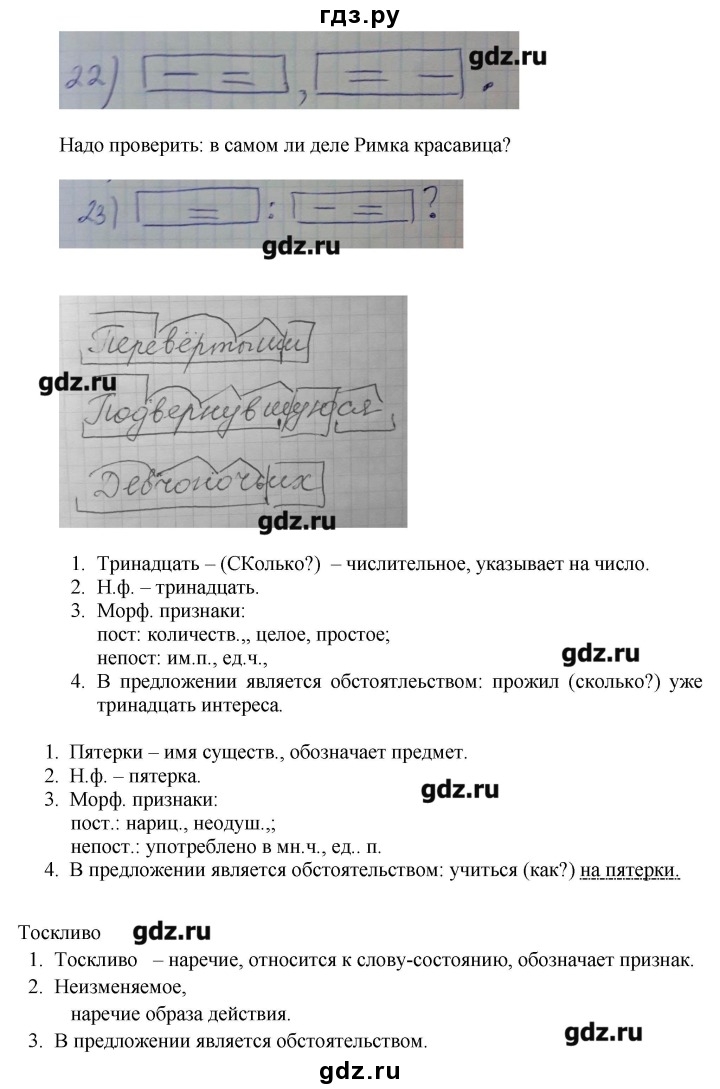 гдз.ру
gdz.ru
22)
Надо проверить: в самом ли деле Римка красавица?
23)
gdz.ru
Перевёртыши
gdz.ru
Подвернувшуюся
Девчоночьих
gdz.ru
1. Тринадцать – (СКолько?) – числительное, указывает на число.
2. Н.ф. – тринадцать.
3. Морф. признаки:
пост: количеств.,, целое, простое;
непост: им.п., ед.ч.,
gdz.ru
4. В предложении является обстоятлеьством: прожил (сколько?) уже
тринадцать интереса.
1. Пятерки – имя существ., обозначает предмет.
2. Н.ф. – пятерка.
gdz.ru
3. Морф. признаки:
пост.: нариц., неодуш.,;
непост.: употреблено в мн.ч., ед.. п.
4. В предложении является обстоятельством: учиться (как?) на пятерки.
Тоскливо
gdz.ru
1. Тоскливо – наречие, относится к слову-состоянию, обозначает признак.
2. Неизменяемое,
наречие образа действия.
3. В предложении является обстоятельством.
gdz.ru
gdz.ru